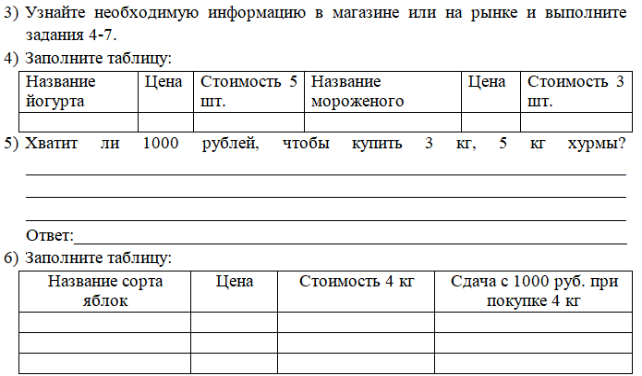 3) Узнайте необходимую информацию в магазине или на рынке и выполните
задания 4-7.
4) Заполните таблицу:
Название йогурта Цена Стоимость 5 шт. Название мороженого Цена Стоимость 3 шт.
5) Хватит ли 1000 рублей, чтобы купить 3 кг, 5 кг хурмы?
Ответ:
6) Заполните таблицу:
Название сорта яблок Цена Стоимость 4 кг Сдача с 1000 руб. при покупке 4 кг